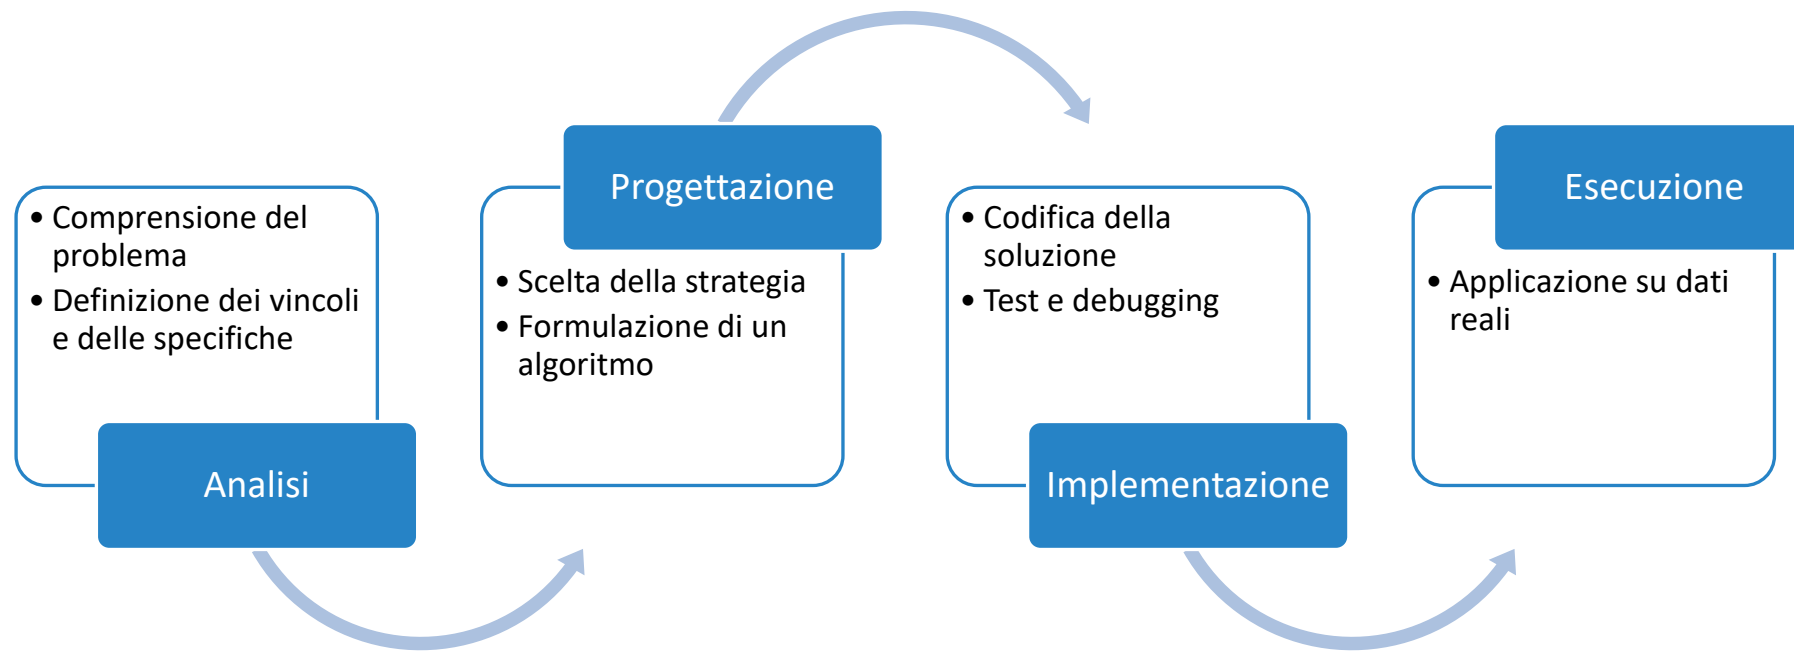 • Comprensione del
problema
• Definizione dei vincoli
e delle specifiche
Analisi
Progettazione
• Scelta della strategia
• Formulazione di un
algoritmo
• Codifica della
soluzione
• Test e debugging
Implementazione
Esecuzione
• Applicazione su dati
reali